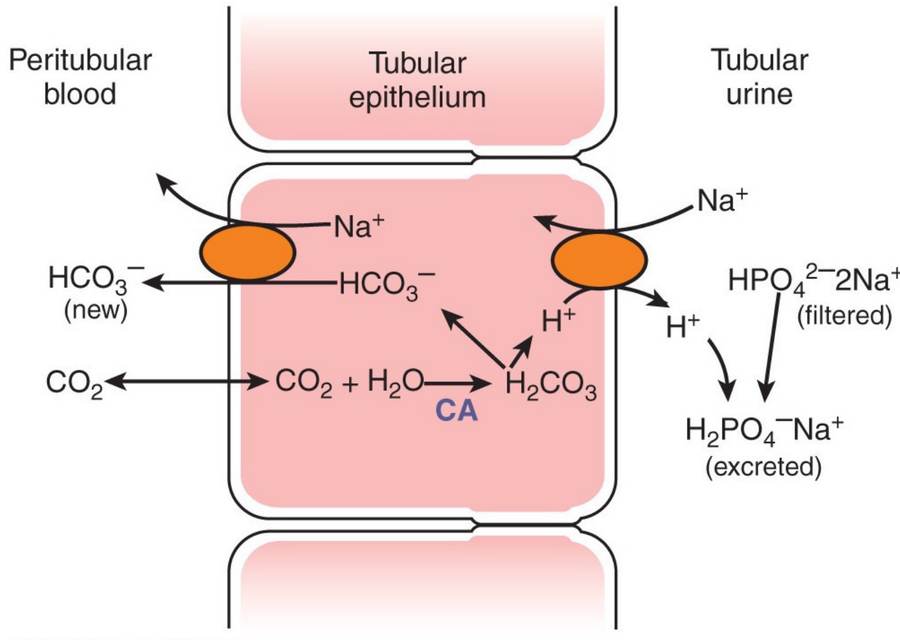 Peritubular
blood
Tubular
epithelium
Tubular
urine
Na⁺
Na⁺
HCO₃⁻
(new)
HCO₃⁻
H⁺
H⁺
HPO₄²⁻2Na⁺
(filtered)
CO₂
CO₂ + H₂O
CA
H₂CO₃
H₂PO₄⁻Na⁺
(excreted)